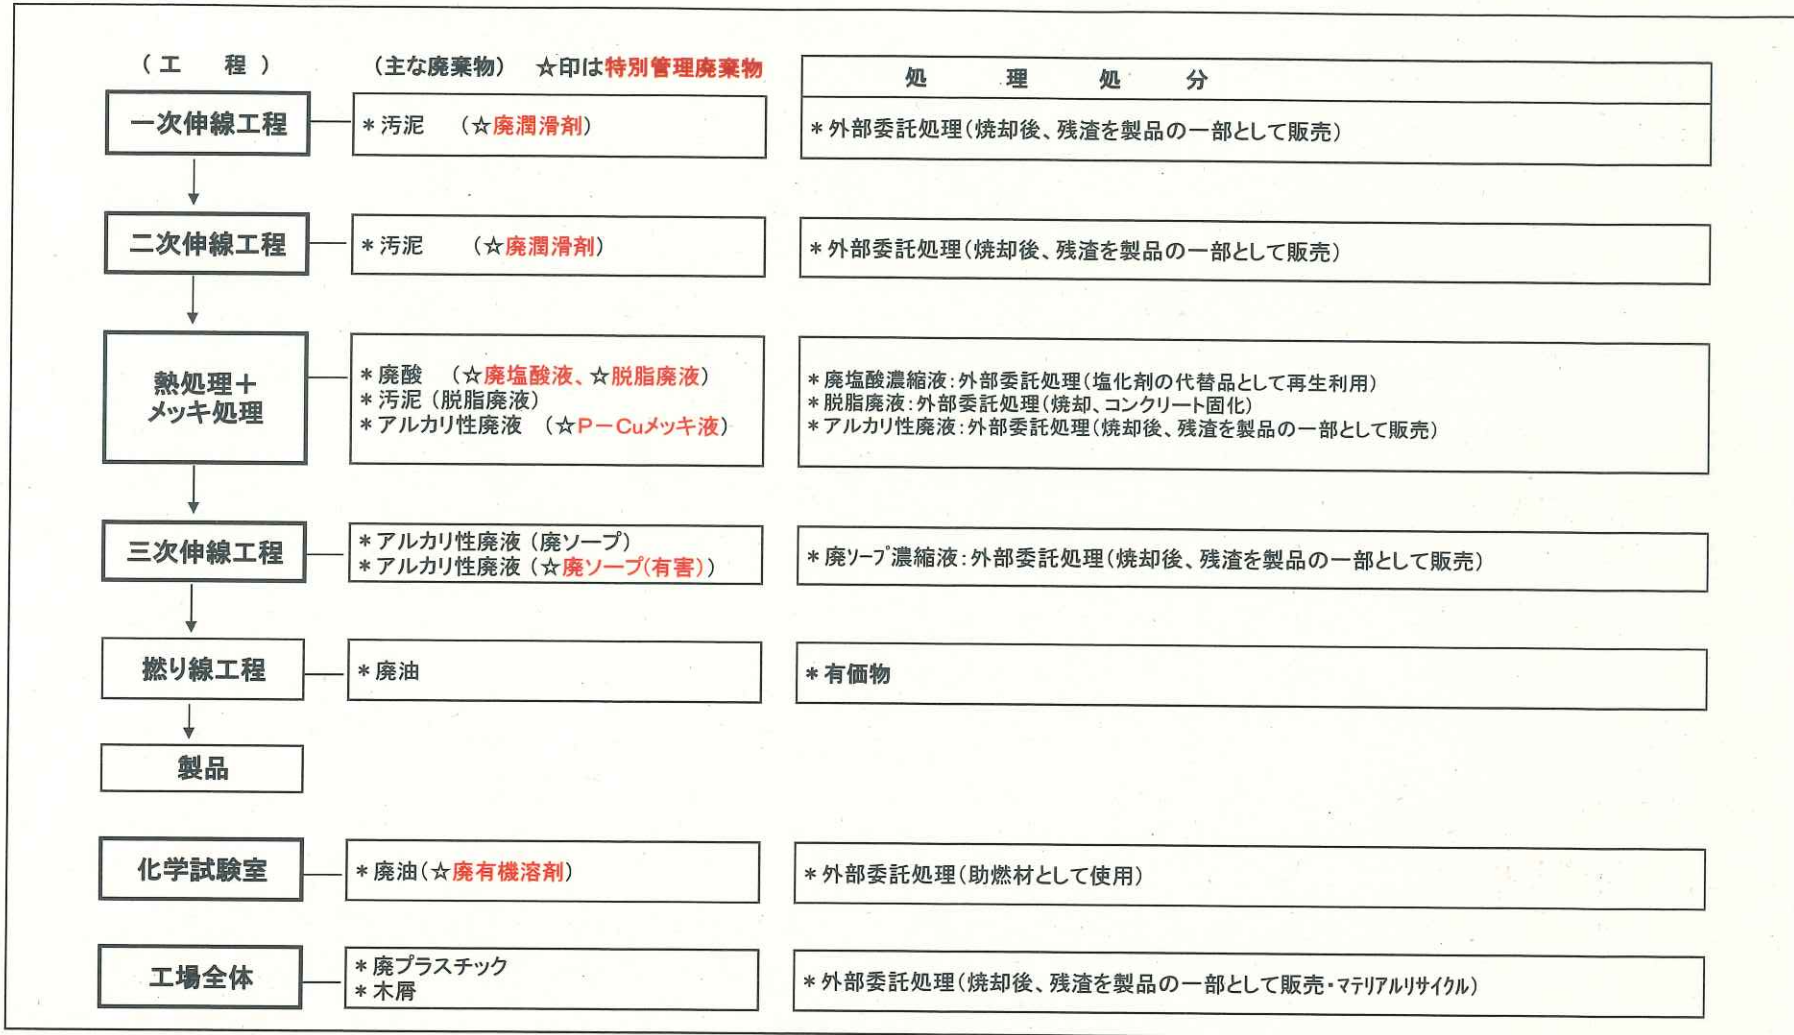 (工　程)　(主な廃棄物)　☆印は特別管理廃棄物
処　理　処　分
一次伸線工程
*汚泥　(☆廃潤滑剤)
*外部委託処理(焼却後、残渣を製品の一部として販売)
二次伸線工程
*汚泥　(☆廃潤滑剤)
*外部委託処理(焼却後、残渣を製品の一部として販売)
熱処理+
メッキ処理
*廃酸　(☆廃塩酸液、☆脱脂廃液)
*汚泥 (脱脂廃液)
*アルカリ性廃液　(☆P-Cuメッキ液)
*廃塩酸濃縮液:外部委託処理(塩化剤の代替品として再生利用)
*脱脂廃液:外部委託処理(焼却、コンクリート固化)
*アルカリ性廃液:外部委託処理(焼却後、残渣を製品の一部として販売)
三次伸線工程
*アルカリ性廃液 (廃ソープ)
*アルカリ性廃液 (☆廃ソープ(有害))
*廃ソープ濃縮液:外部委託処理(焼却後、残渣を製品の一部として販売)
撚り線工程
*廃油
*有価物
製品
化学試験室
*廃油(☆廃有機溶剤)
*外部委託処理(助燃材として使用)
工場全体
*廃プラスチック
*木屑
*外部委託処理(焼却後、残渣を製品の一部として販売・マテリアルリサイクル)